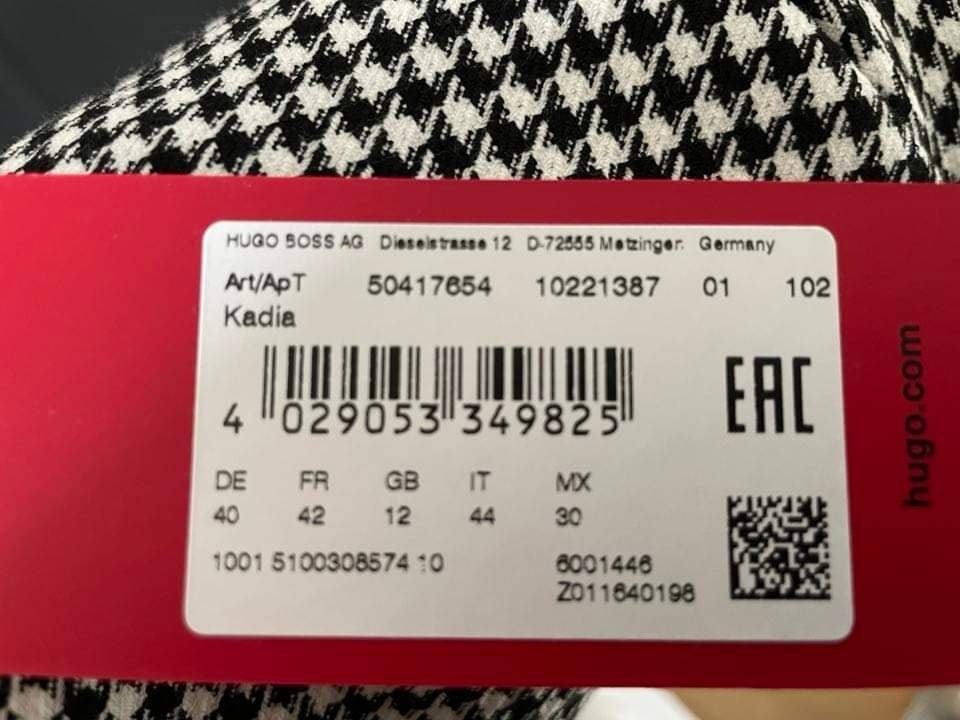 HUGO BOSS AG Dieselstrasse 12 D-72555 Metzingen Germany
Art/ApT 50417654 10221387 01 102
Kadia
4 029053 349825
EAC
DE FR GB IT MX
40 42 12 44 30
1001 5100308574 10 6001446
Z011640198
hugo.com